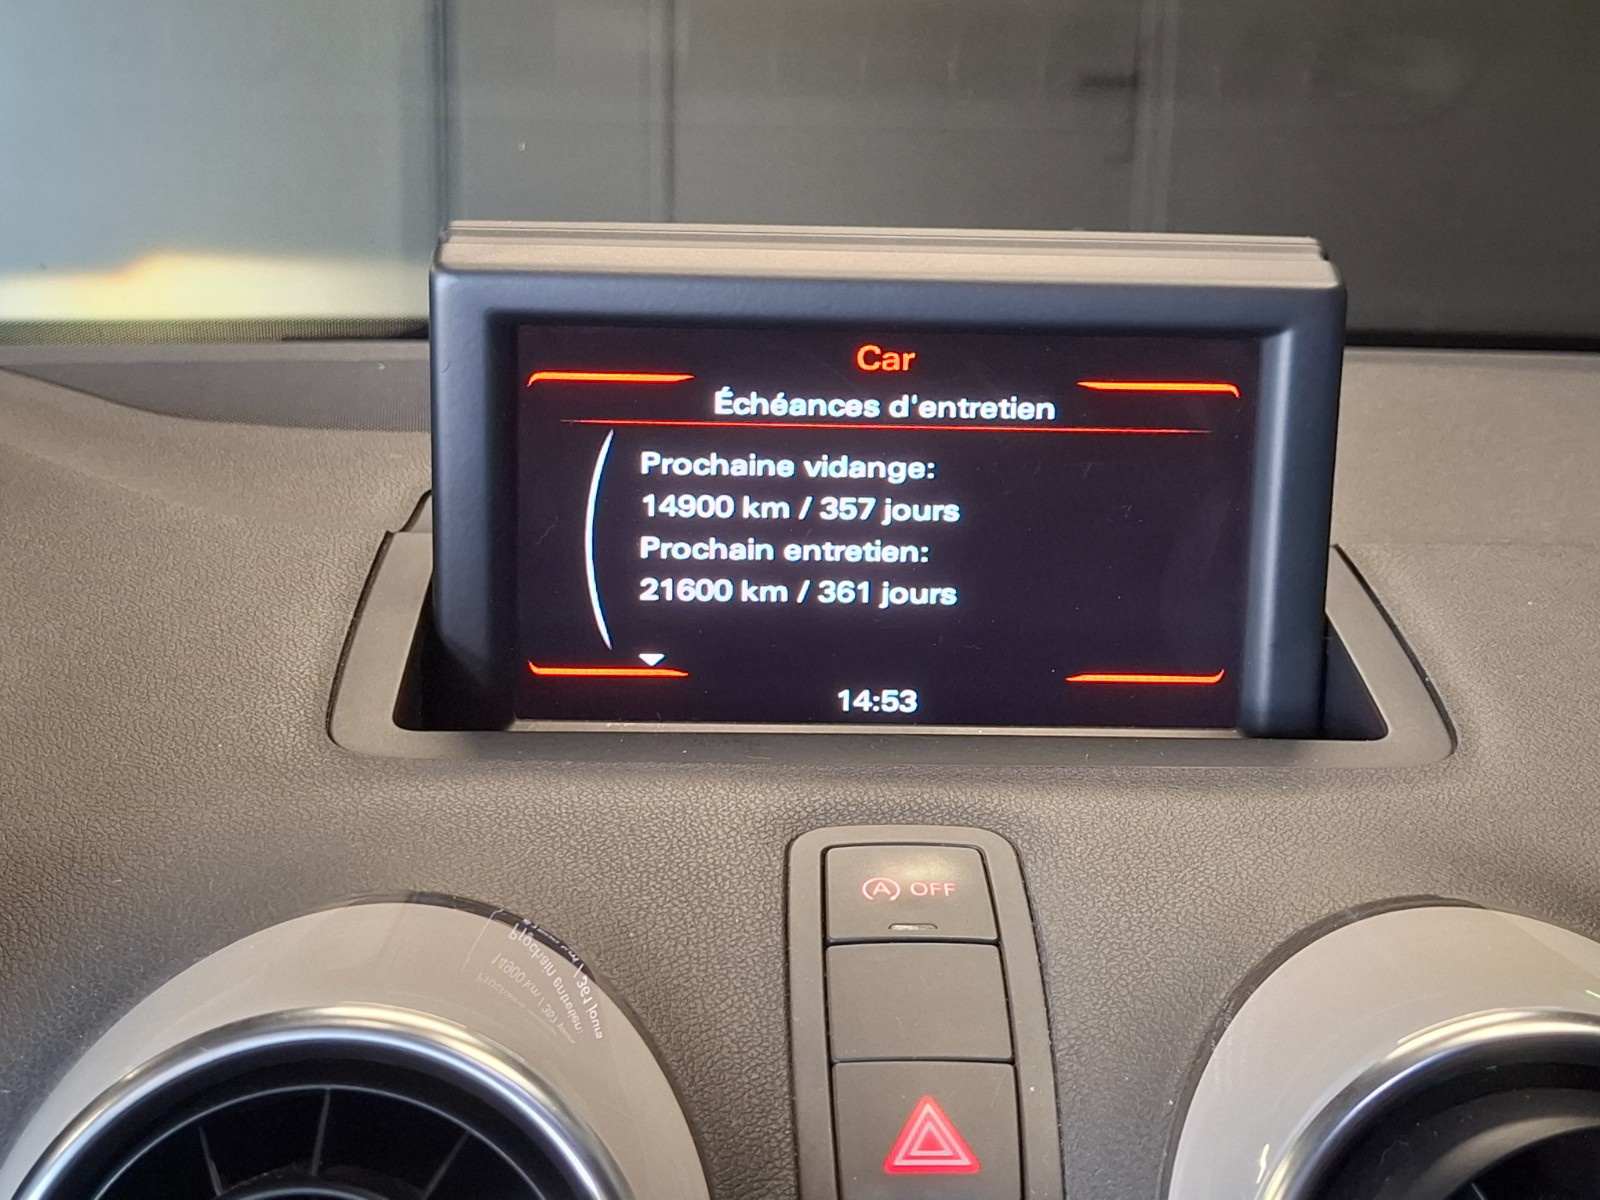 Car
Échéances d'entretien
Prochaine vidange:
14900 km / 357 jours
Prochain entretien:
21600 km / 361 jours
14:53
A OFF